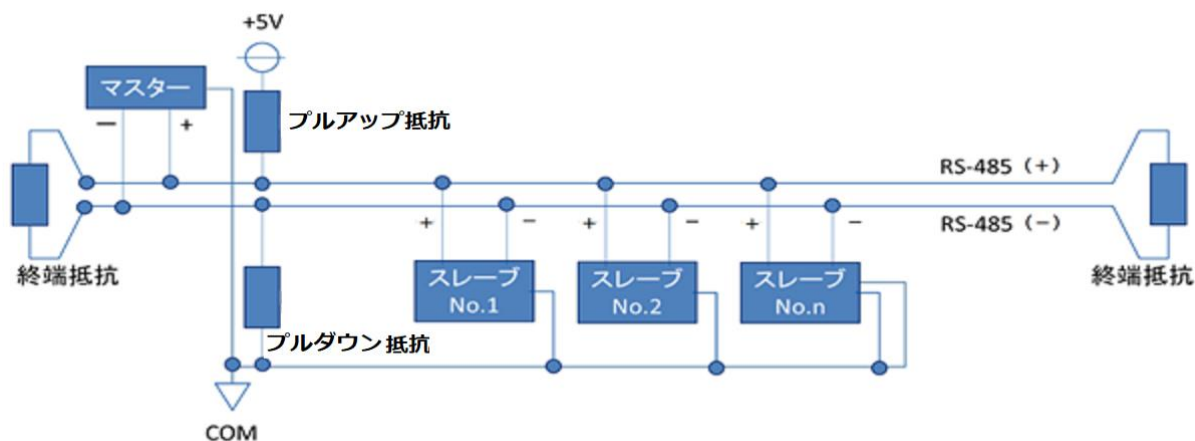 +5V
マスター
− +
プルアップ抵抗
RS-485（+）
RS-485（−）
+ − + − + −
終端抵抗
終端抵抗
スレーブ
No.1
スレーブ
No.2
スレーブ
No.n
プルダウン抵抗
COM